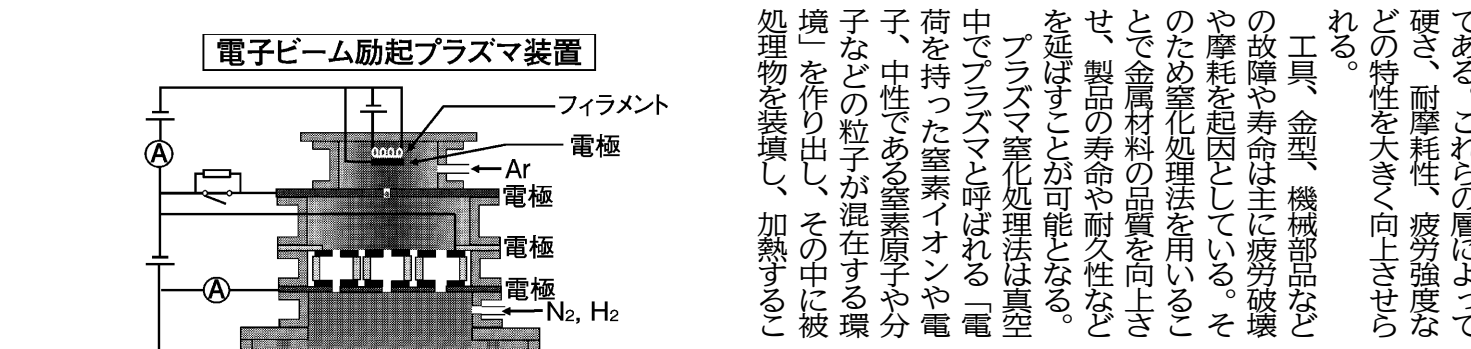 である。これらの層によって
硬さ、耐摩耗性、疲労強度な
どの特性を大きく向上させら
れる。
工具、金型、機械部品など
の故障や寿命は主に疲労破壊
や摩耗を起因としている。そ
のため窒化処理法を用いるこ
とで金属材料の品質を向上さ
せ、製品の寿命や耐久性など
を延ばすことが可能となる。
プラズマ窒化処理法は真空
中でプラズマと呼ばれる「電
荷を持った窒素イオンや電
子、中性である窒素原子や分
子などの粒子が混在する環
境」を作り出し、その中に被
処理物を装填し、加熱するこ
電子ビーム励起プラズマ装置
フィラメント
電極
Ar
電極
電極
電極
N₂, H₂
A
A